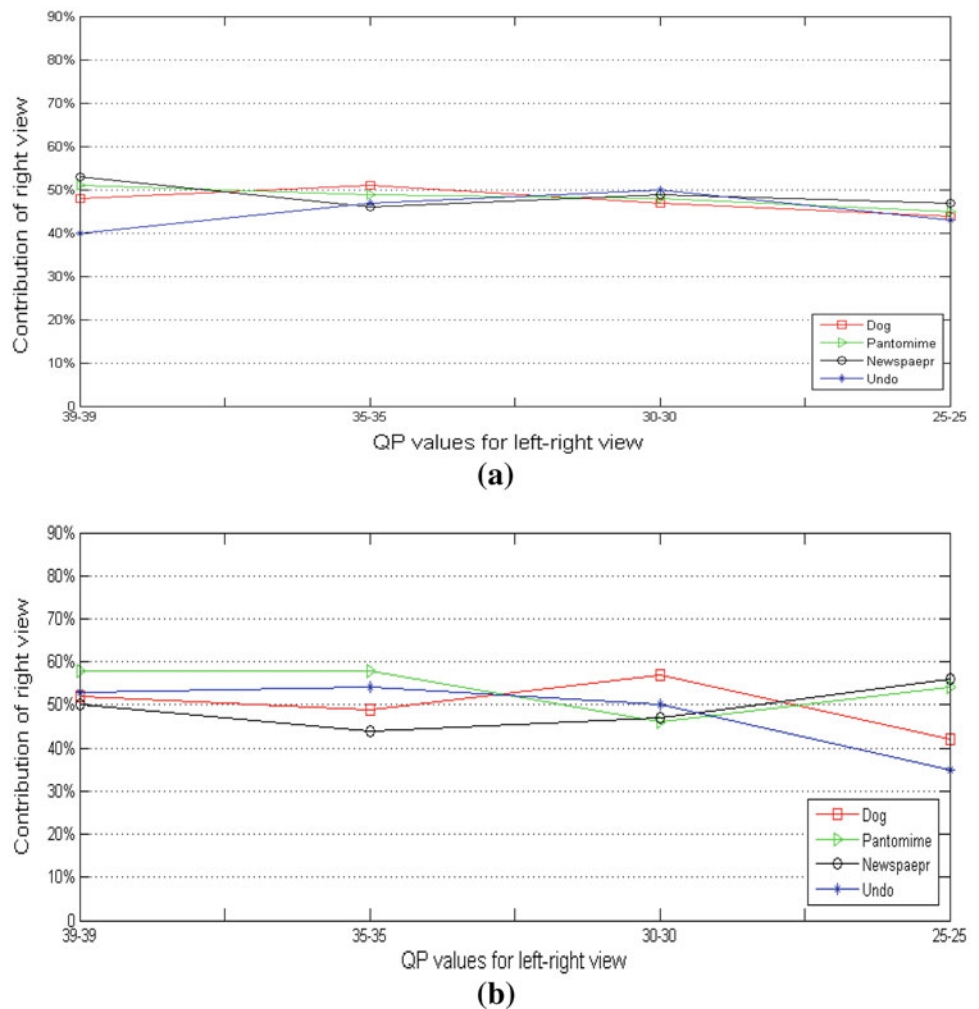 90%
80%
70%
60%
50%
40%
30%
20%
10%
0
Contribution of right view
39-39 35-35 30-30 25-25
QP values for left-right view
Dog
Pantomime
Newspaepr
Undo
(a)
90%
80%
70%
60%
50%
40%
30%
20%
10%
0
Contribution of right view
39-39 35-35 30-30 25-25
QP values for left-right view
Dog
Pantomime
Newspaepr
Undo
(b)